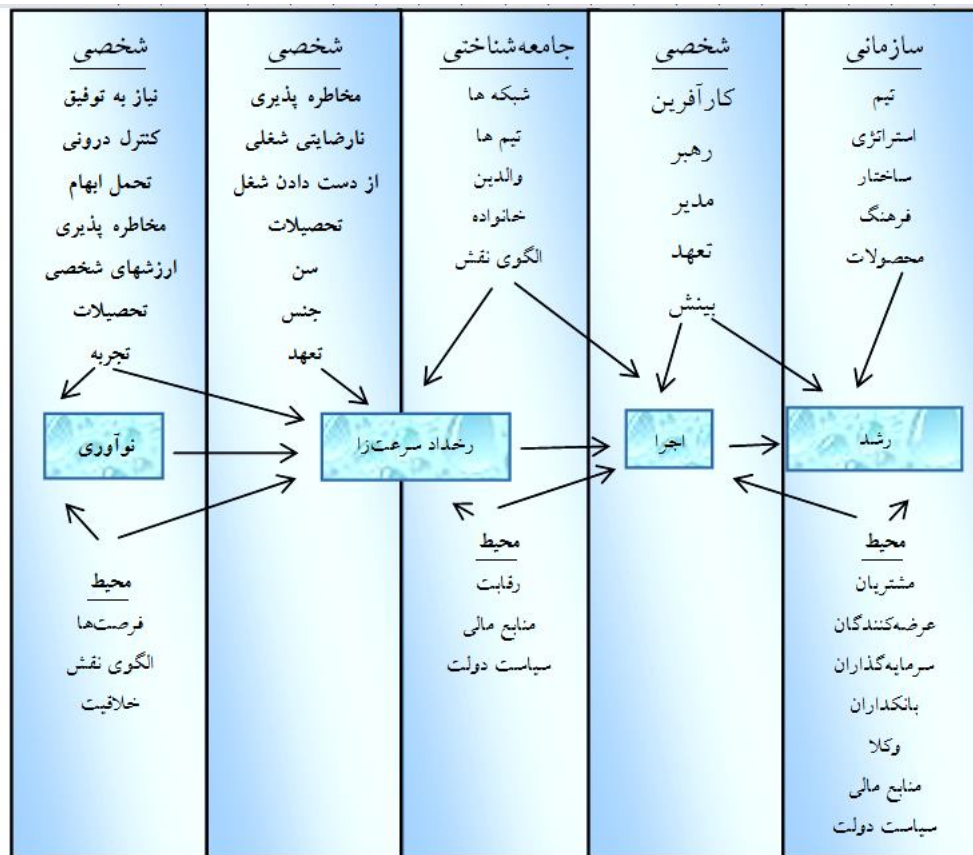 شخصی
نیاز به توفیق
کنترل درونی
تحمل ابهام
مخاطره پذیری
ارزشهای شخصی
تحصیلات
تجربه
شخصی
مخاطره پذیری
نارضایتی شغلی
از دست دادن شغل
تحصیلات
سن
جنس
تعهد
جامعه‌شناختی
شبکه ها
تیم ها
والدین
خانواده
الگوی نقش
شخصی
کارآفرین
رهبر
مدیر
تعهد
بینش
سازمانی
تیم
استراتژی
ساختار
فرهنگ
محصولات
نوآوری
رخداد سرعت‌زا
اجرا
رشد
محیط
فرصت‌ها
الگوی نقش
خلاقیت
محیط
رقابت
منابع مالی
سیاست دولت
محیط
مشتریان
عرضه‌کنندگان
سرمایه‌گذاران
بانکداران
وکلا
منابع مالی
سیاست دولت